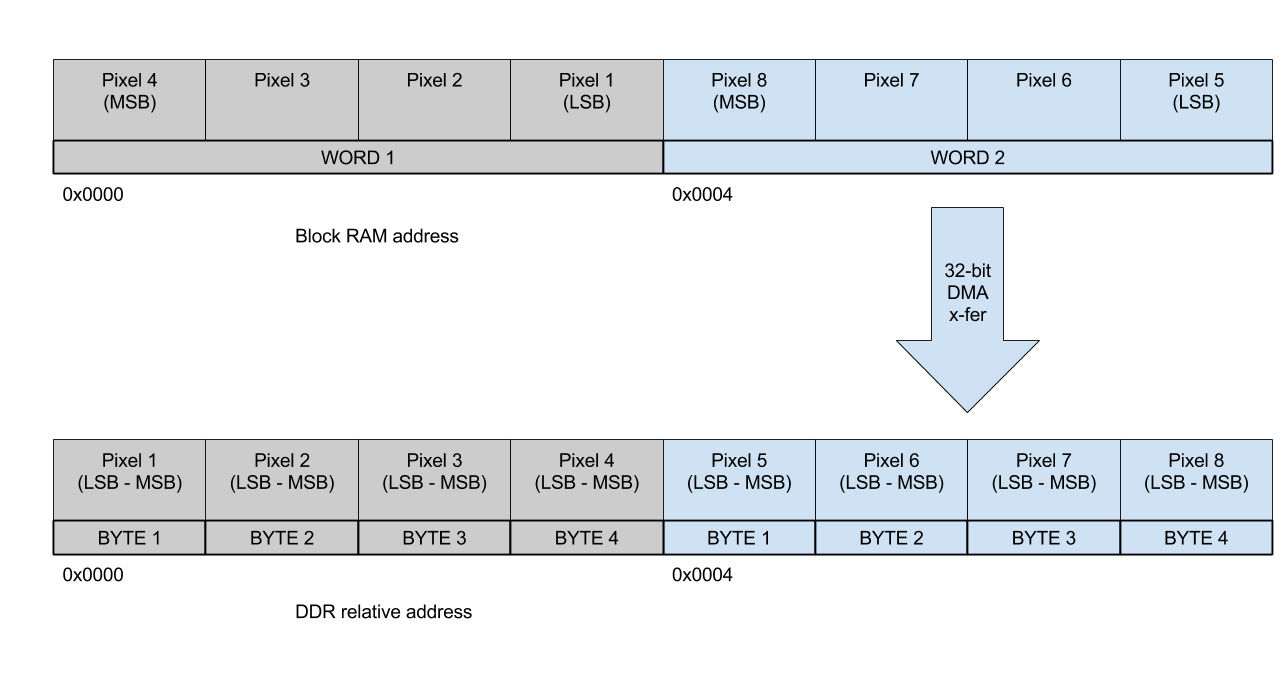 Pixel 4
(MSB)
Pixel 3
Pixel 2
Pixel 1
(LSB)
Pixel 8
(MSB)
Pixel 7
Pixel 6
Pixel 5
(LSB)
WORD 1
WORD 2
0x0000
0x0004
Block RAM address
32-bit
DMA
x-fer
Pixel 1
(LSB - MSB)
Pixel 2
(LSB - MSB)
Pixel 3
(LSB - MSB)
Pixel 4
(LSB - MSB)
Pixel 5
(LSB - MSB)
Pixel 6
(LSB - MSB)
Pixel 7
(LSB - MSB)
Pixel 8
(LSB - MSB)
BYTE 1
BYTE 2
BYTE 3
BYTE 4
BYTE 1
BYTE 2
BYTE 3
BYTE 4
0x0000
0x0004
DDR relative address